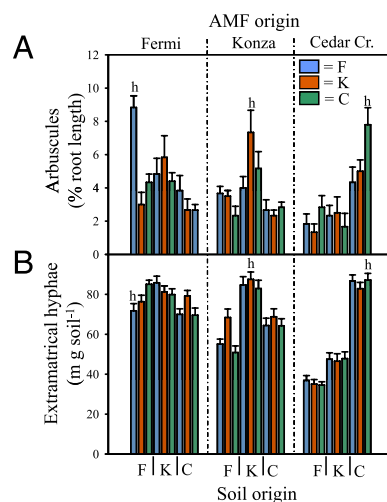 AMF origin
A
Fermi Konza Cedar Cr.
12
10
8
6
4
2
0
Arbuscules
(% root length)
h
h
h
= F
= K
= C
B
80
60
40
20
0
Extramatrical hyphae
(m g soil-1)
h
h
h
F K C F K C F K C
Soil origin